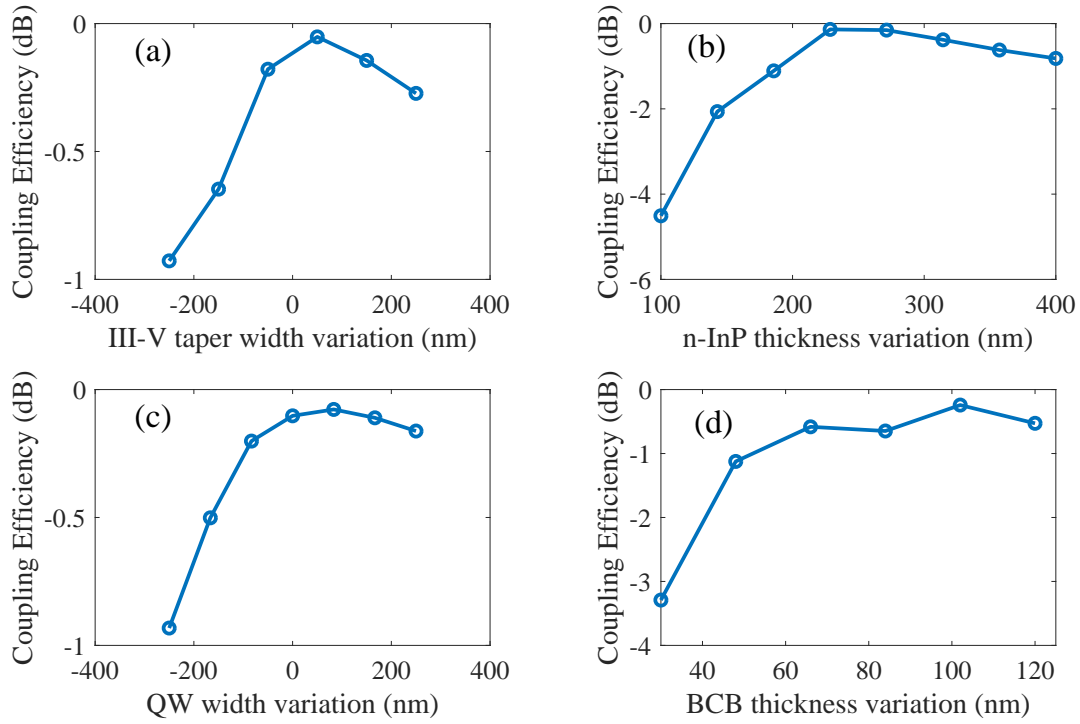 (a)
Coupling Efficiency (dB)
0
-0.5
-1
-400 -200 0 200 400
III-V taper width variation (nm)
(b)
Coupling Efficiency (dB)
0
-2
-4
-6
100 200 300 400
n-InP thickness variation (nm)
(c)
Coupling Efficiency (dB)
0
-0.5
-1
-400 -200 0 200 400
QW width variation (nm)
(d)
Coupling Efficiency (dB)
0
-1
-2
-3
-4
40 60 80 100 120
BCB thickness variation (nm)